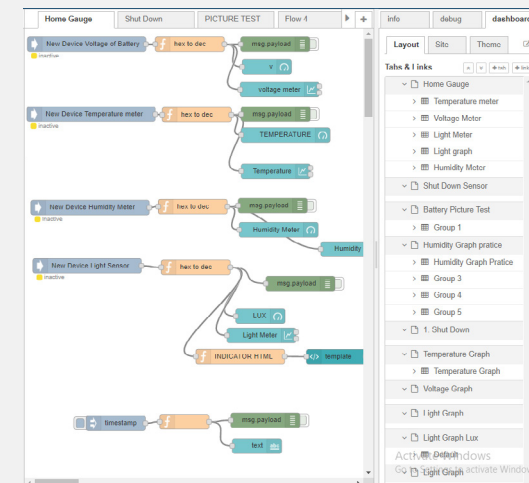 Home Gauge
Shut Down
PICTURE TEST
Flow 4
info
debug
dashboard
New Device Voltage of Battery
hex to dec
msg.payload
inactive
v
voltage meter
New Device Temperature meter
hex to dec
msg.payload
inactive
TEMPERATURE
Temperature
New Device Humidity Meter
hex to dec
msg.payload
inactive
Humidity Meter
Humidity
New Device Light Sensor
hex to dec
inactive
msg.payload
LUX
Light Meter
INDICATOR HTML
template
timestamp
msg.payload
text
abc
Layout
Site
Theme
Tabs & Links
+ tab
+ link
Home Gauge
Temperature meter
Voltage Motor
Light Meter
Light graph
Humidity Motor
Shut Down Sensor
Battery Picture Test
Group 1
Humidity Graph pratice
Humidity Graph Pratice
Group 3
Group 4
Group 5
1. Shut Down
Temperature Graph
Temperature Graph
Voltage Graph
Light Graph
Light Graph Lux
Default
Light Graph
Activate Windows
Go to Settings to activate Window